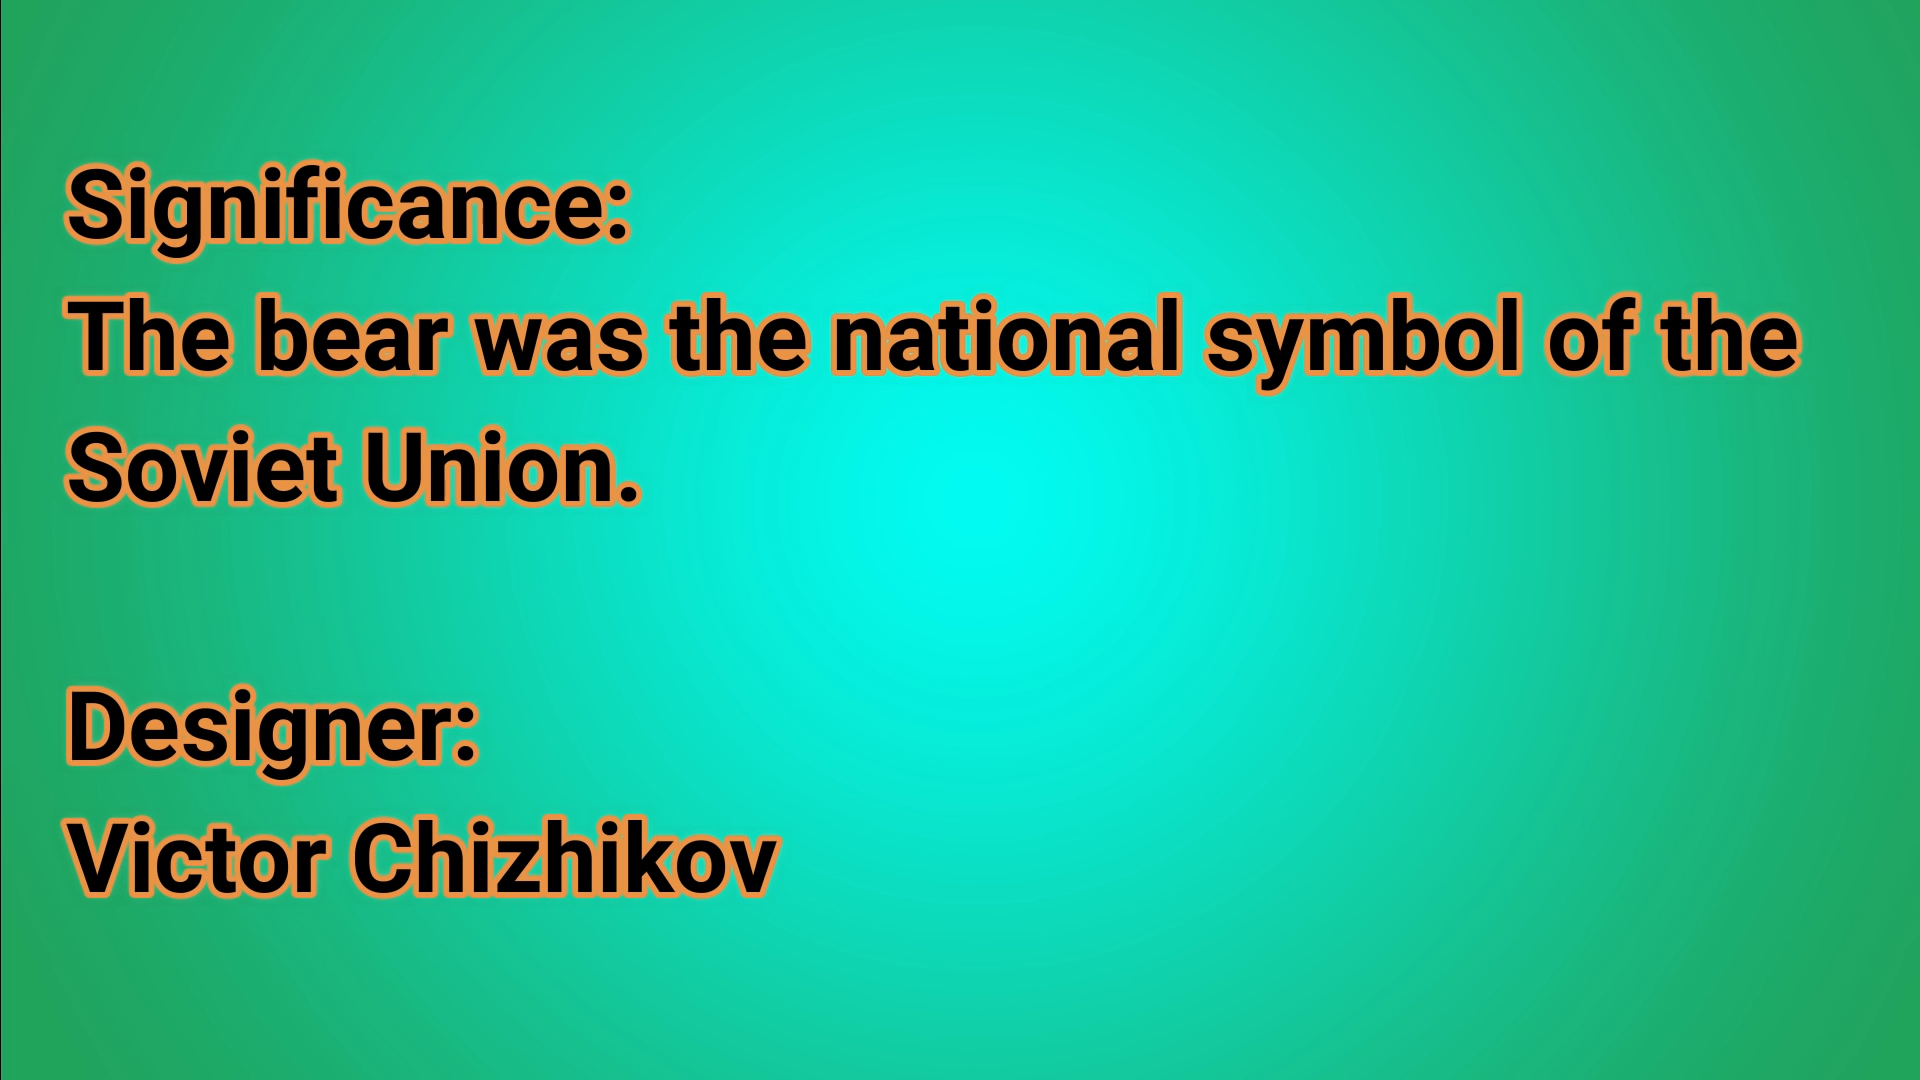 Significance:
The bear was the national symbol of the
Soviet Union.
Designer:
Victor Chizhikov